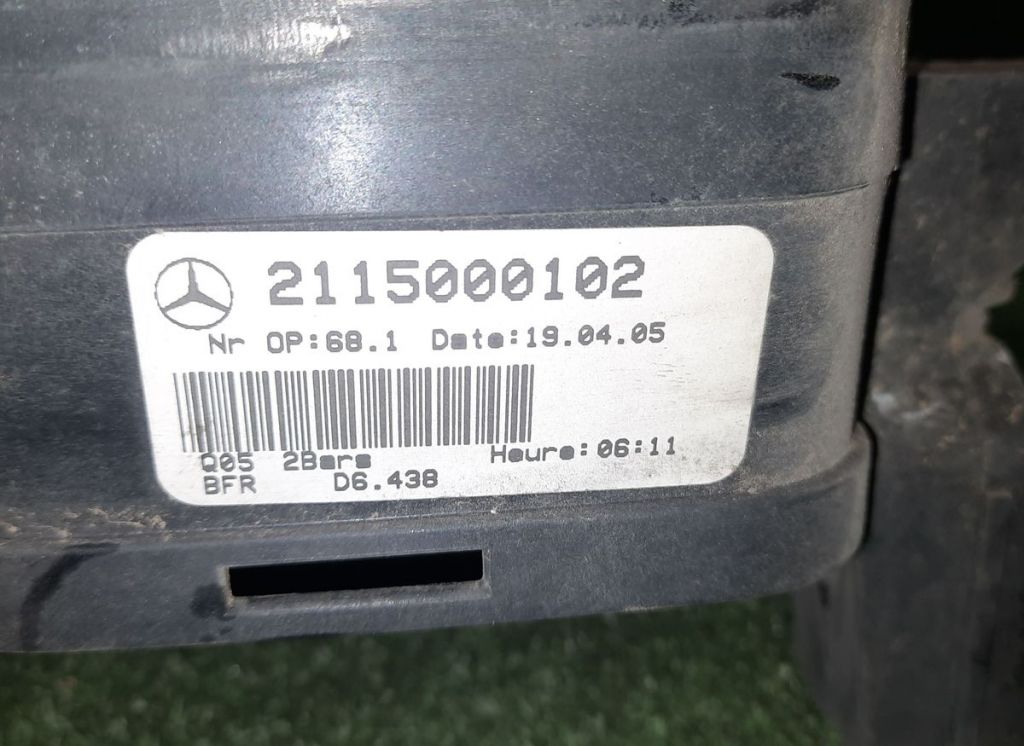 2115000102
Nr OP:68.1 Date:19.04.05
Q05 2Bars Heure:06:11
BFR D6.438